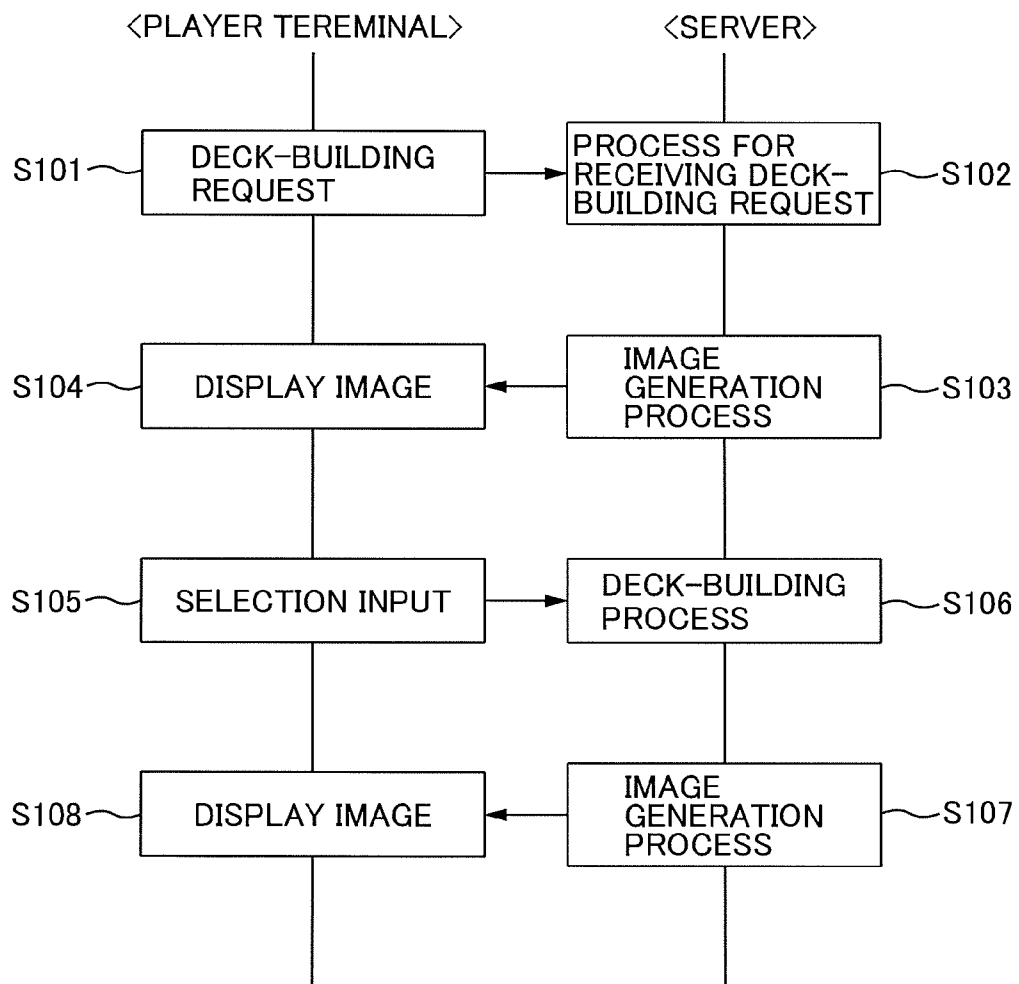 <PLAYER TEREMINAL>
<SERVER>
S101
DECK-BUILDING
REQUEST
PROCESS FOR
RECEIVING DECK-
BUILDING REQUEST
S102
S104
DISPLAY IMAGE
IMAGE
GENERATION
PROCESS
S103
S105
SELECTION INPUT
DECK-BUILDING
PROCESS
S106
S108
DISPLAY IMAGE
IMAGE
GENERATION
PROCESS
S107